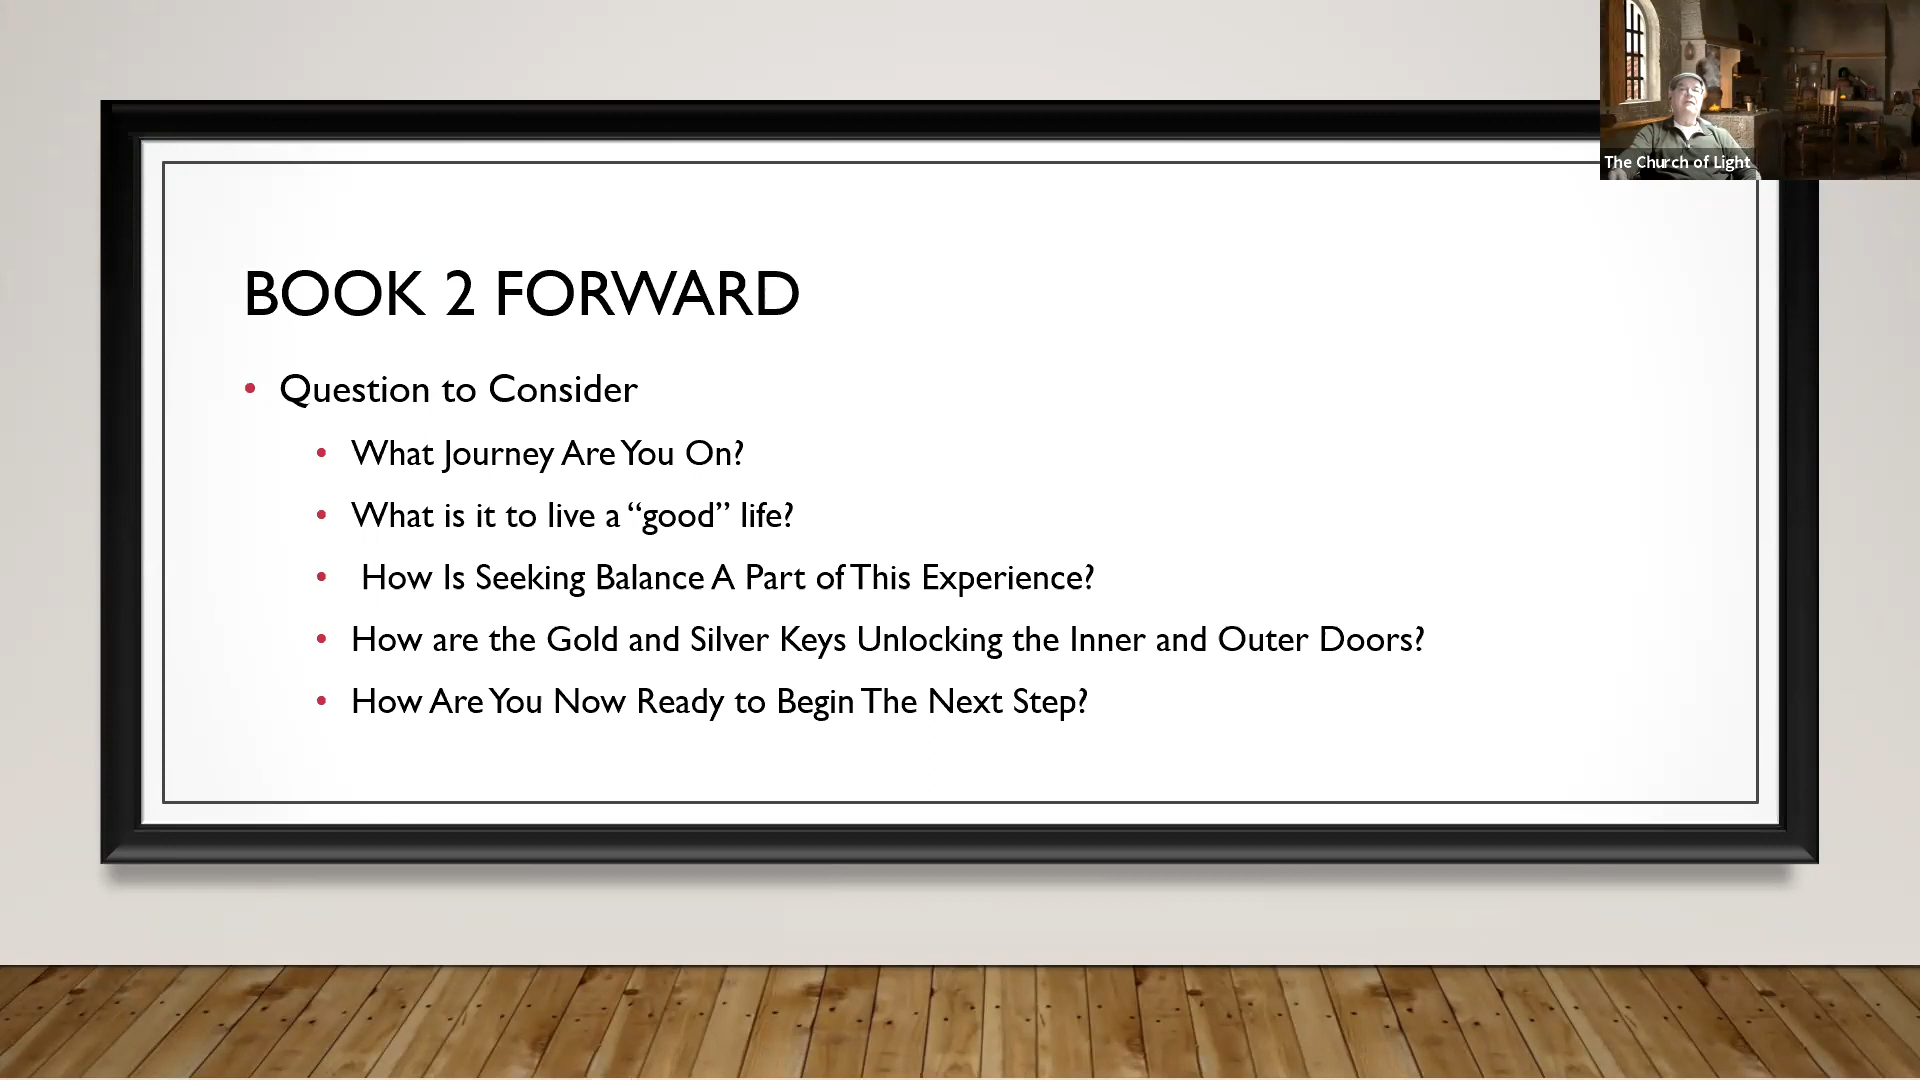 The Church of Light
BOOK 2 FORWARD
• Question to Consider
• What Journey Are You On?
• What is it to live a “good” life?
• How Is Seeking Balance A Part of This Experience?
• How are the Gold and Silver Keys Unlocking the Inner and Outer Doors?
• How Are You Now Ready to Begin The Next Step?